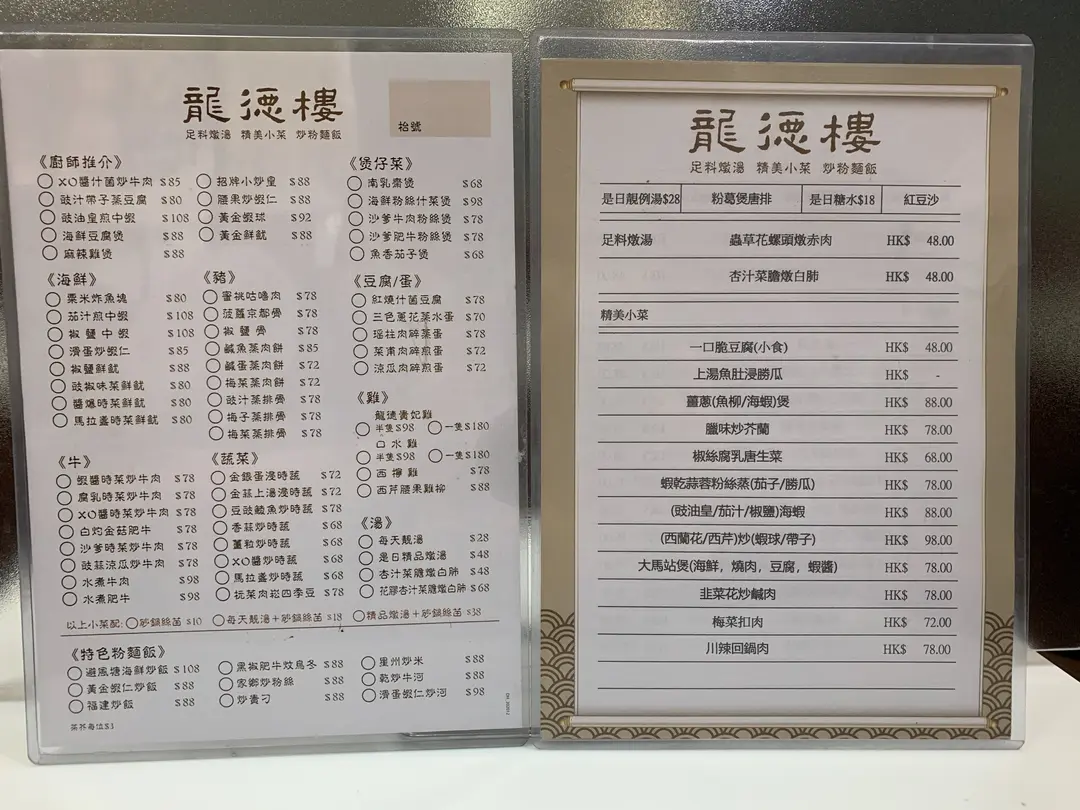 龍德樓
足料燉湯 精美小菜 炒粉麵飯
枱號
《廚師推介》
XO醬什菌炒牛肉 $85
豉汁帶子蒸豆腐 $80
豉油皇煎中蝦 $108
海鮮豆腐煲 $88
麻辣雞煲 $88
招牌小炒皇 $88
腰果炒蝦仁 $88
黃金蝦球 $92
黃金鮮魷 $88
《煲仔菜》
南乳齋煲 $68
海鮮粉絲什菜煲 $98
沙爹牛肉粉絲煲 $78
沙爹肥牛粉絲煲 $78
魚香茄子煲 $68
《海鮮》
粟米炸魚塊 $80
茄汁煎中蝦 $108
椒鹽中蝦 $108
滑蛋炒蝦仁 $85
椒鹽鮮魷 $88
豉椒味菜鮮魷 $80
醬爆時菜鮮魷 $80
馬拉盞時菜鮮魷 $80
《豬》
蜜桃咕嚕肉 $78
菠蘿京都骨 $78
椒鹽骨 $78
鹹魚蒸肉餅 $85
鹹蛋蒸肉餅 $72
梅菜蒸肉餅 $72
豉汁蒸排骨 $78
梅子蒸排骨 $78
梅菜蒸排骨 $78
《豆腐/蛋》
紅燒什菌豆腐 $78
三色蔥花蒸水蛋 $70
瑶柱肉碎蒸蛋 $78
菜甫肉碎煎蛋 $72
涼瓜肉碎煎蛋 $72
《雞》
龍德貴妃雞
半隻$98 一隻$180
口水雞
半隻$98 一隻$180
西檸雞 $78
西芹腰果雞柳 $88
《牛》
蝦醬時菜炒牛肉 $78
腐乳時菜炒牛肉 $78
XO醬時菜炒牛肉 $78
白灼金菇肥牛 $78
沙爹時菜炒牛肉 $78
豉蒜涼瓜炒牛肉 $78
水煮牛肉 $98
水煮肥牛 $98
《蔬菜》
金銀蛋浸時蔬 $72
金蒜上湯浸時蔬 $72
豆豉鯪魚炒時蔬 $78
香蒜炒時蔬 $68
薑粒炒時蔬 $68
XO醬炒時蔬 $68
馬拉盞炒時蔬 $68
抗菜肉崧四季豆 $78
《湯》
每天靚湯 $28
是日精品燉湯 $48
杏汁菜膽燉白肺 $48
花膠杏汁菜膽燉白肺 $68
以上小菜配: 砂鍋絲苗 $10 每天靚湯+砂鍋絲苗 $18 精品燉湯+砂鍋絲苗 $38
《特色粉麵飯》
避風塘海鮮炒飯 $108
黃金蝦仁炒飯 $88
福建炒飯 $88
黑椒肥牛炆烏冬 $88
家鄉炒粉絲 $88
炒貴刁 $88
星州炒米 $88
乾炒牛河 $88
滑蛋蝦仁炒河 $98
茶芥每位$3
龍德樓
足料燉湯 精美小菜 炒粉麵飯
是日靚例湯$28 粉葛煲唐排 是日糖水$18 紅豆沙
足料燉湯 蟲草花螺頭燉赤肉 HK$ 48.00
杏汁菜膽燉白肺 HK$ 48.00
精美小菜
一口脆豆腐(小食) HK$ 48.00
上湯魚肚浸勝瓜 HK$ -
薑蔥(魚柳/海蝦)煲 HK$ 88.00
臘味炒芥蘭 HK$ 78.00
椒絲腐乳唐生菜 HK$ 68.00
蝦乾蒜蓉粉絲蒸(茄子/勝瓜) HK$ 78.00
(豉油皇/茄汁/椒鹽)海蝦 HK$ 88.00
(西蘭花/西芹)炒(蝦球/帶子) HK$ 98.00
大馬站煲(海鮮，燒肉，豆腐，蝦醬) HK$ 78.00
韭菜花炒鹹肉 HK$ 78.00
梅菜扣肉 HK$ 72.00
川辣回鍋肉 HK$ 78.00